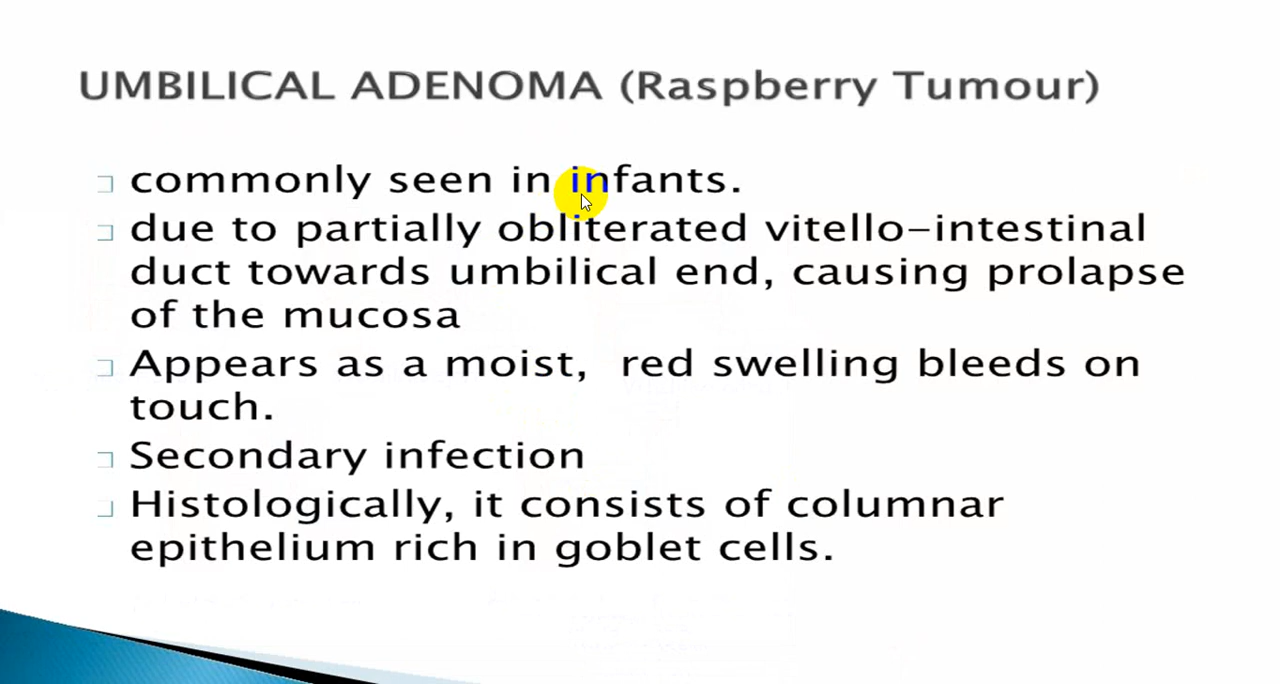 UMBILICAL ADENOMA (Raspberry Tumour)
commonly seen in infants.
due to partially obliterated vitello-intestinal
duct towards umbilical end, causing prolapse
of the mucosa
Appears as a moist,  red swelling bleeds on
touch.
Secondary infection
Histologically, it consists of columnar
epithelium rich in goblet cells.